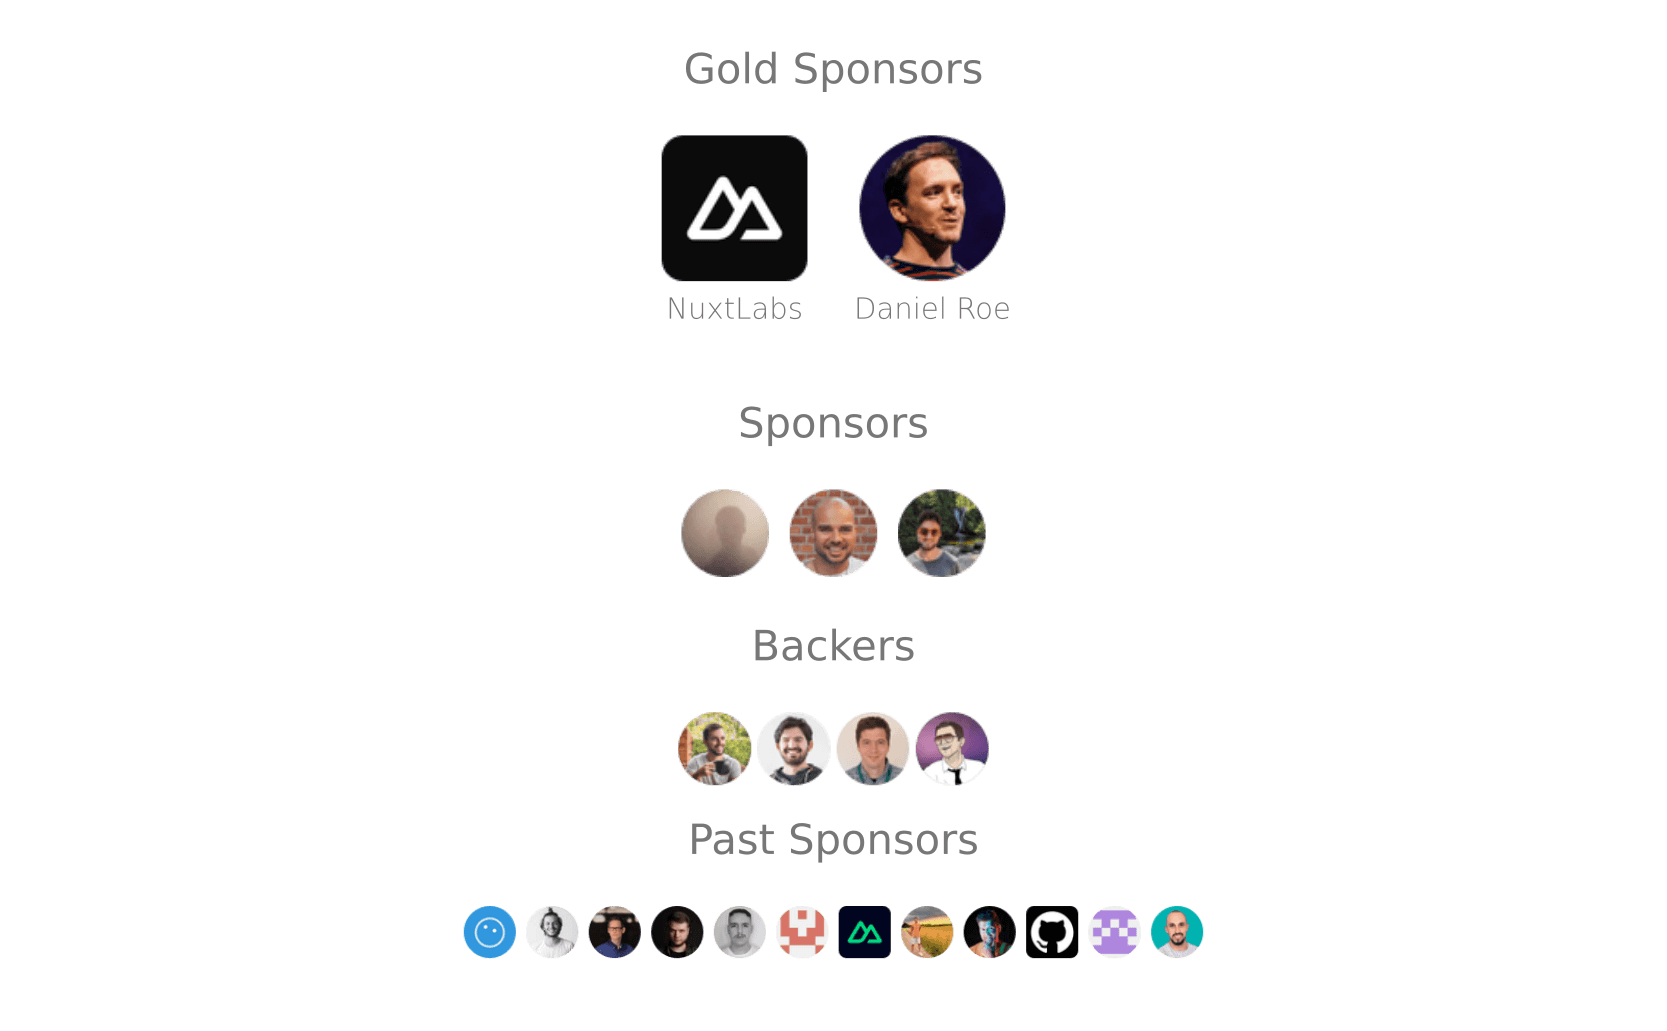 Gold Sponsors
NuxtLabs
Daniel Roe
Sponsors
Backers
Past Sponsors